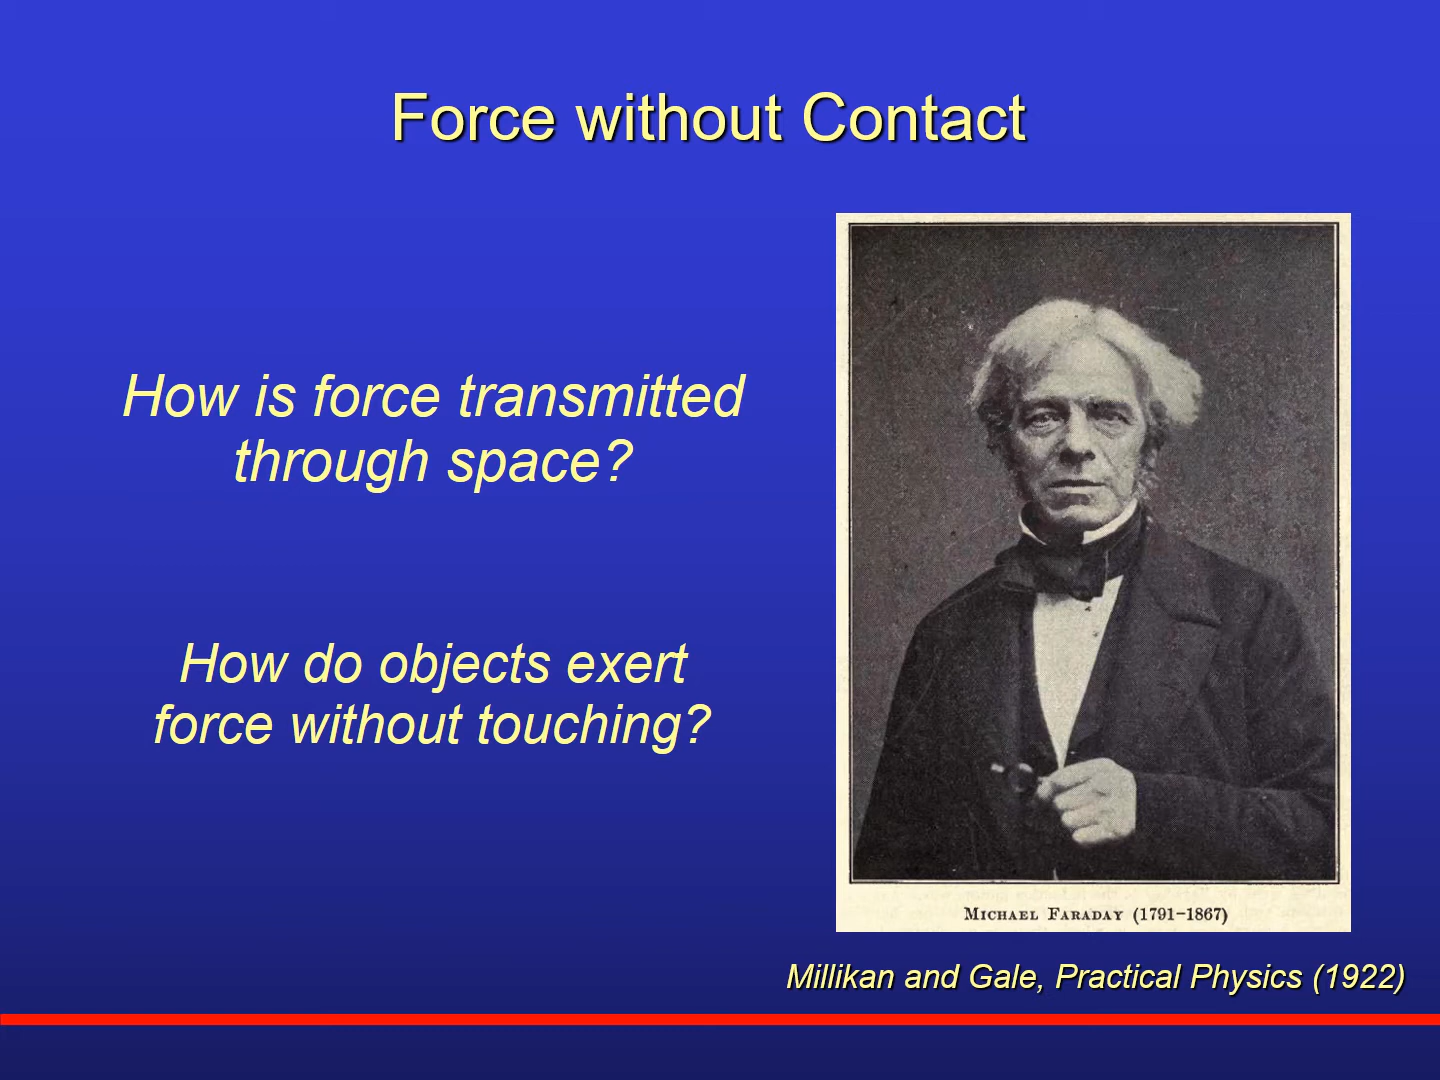 Force without Contact
How is force transmitted
through space?
How do objects exert
force without touching?
MICHAEL FARADAY (1791–1867)
Millikan and Gale, Practical Physics (1922)